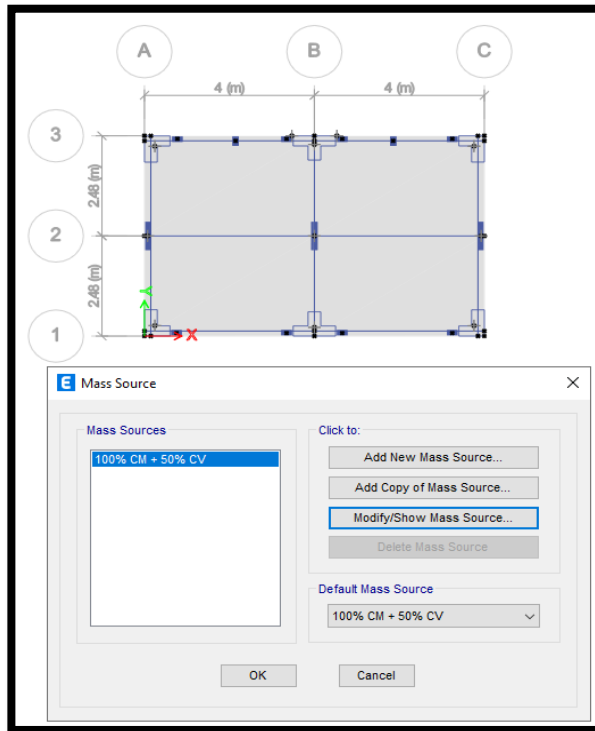 A B C
4 (m) 4 (m)
3
2.48 (m)
2
2.48 (m)
Y
1
X
E Mass Source
Mass Sources
100% CM + 50% CV
Click to:
Add New Mass Source...
Add Copy of Mass Source...
Modify/Show Mass Source...
Delete Mass Source
Default Mass Source
100% CM + 50% CV
OK Cancel